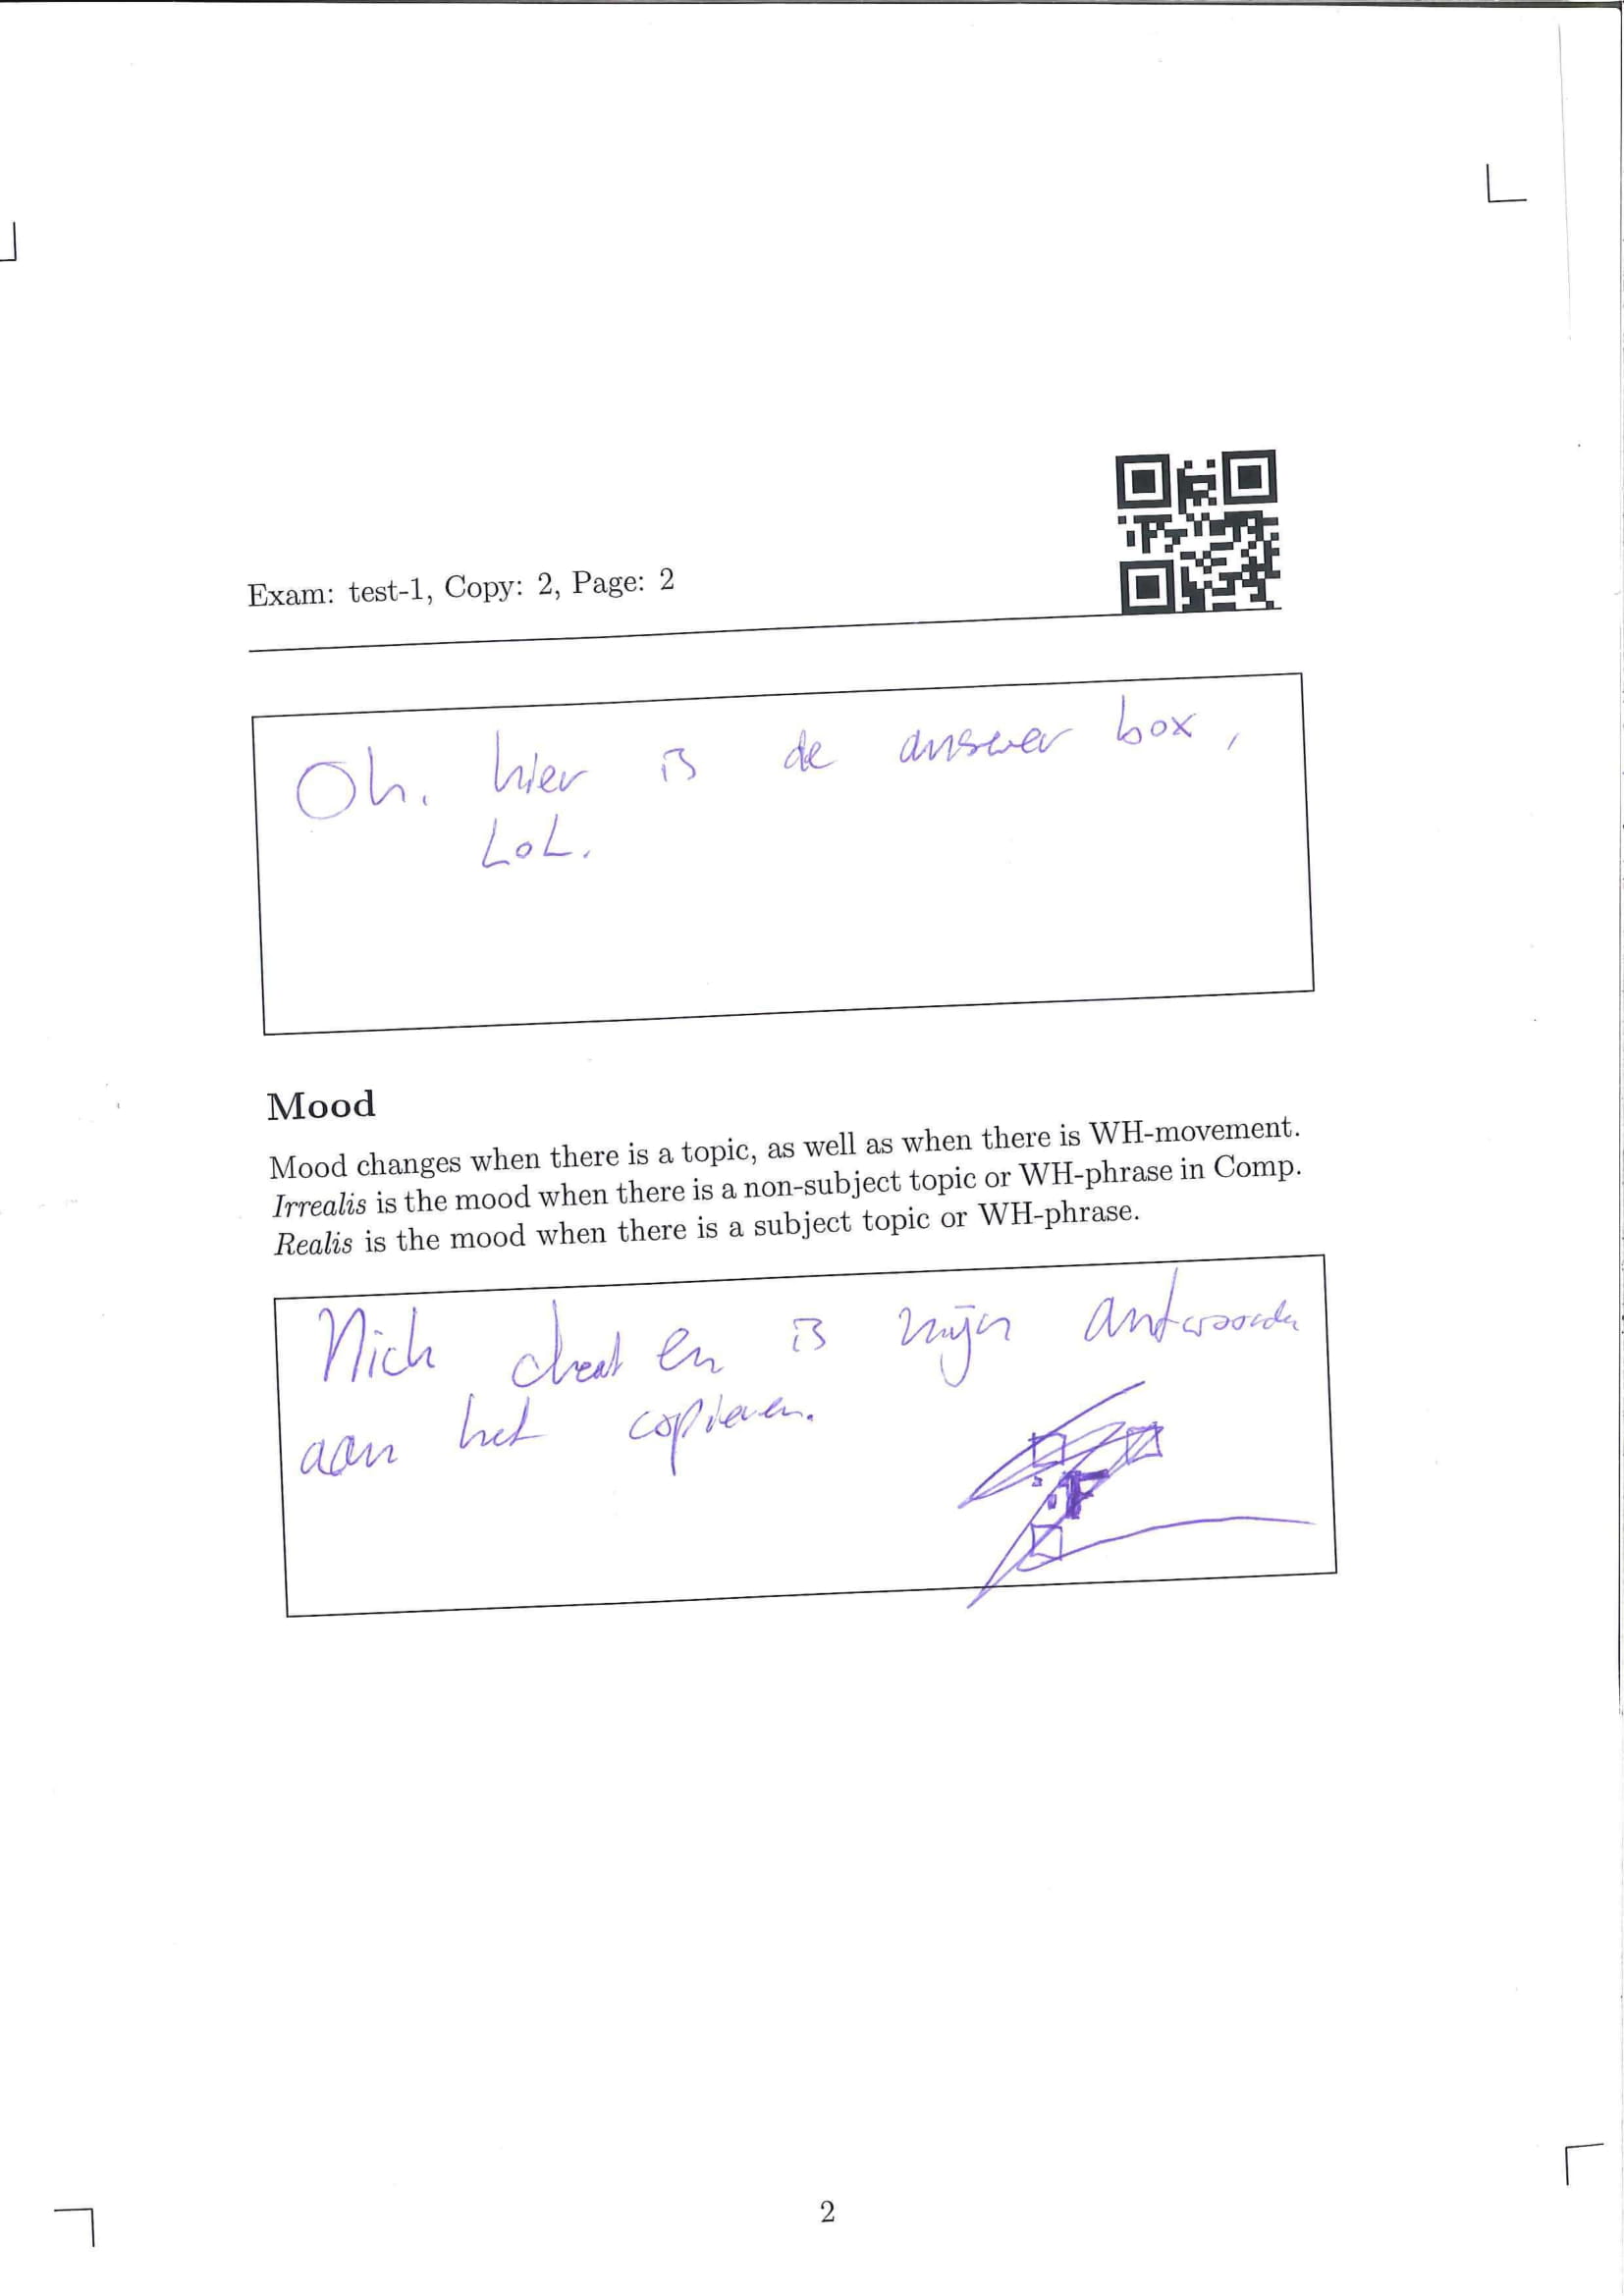 Exam: test-1, Copy: 2, Page: 2
Oh. hier is de answer box,
LoL.
Mood
Mood changes when there is a topic, as well as when there is WH-movement.
Irrealis is the mood when there is a non-subject topic or WH-phrase in Comp.
Realis is the mood when there is a subject topic or WH-phrase.
Nick cheat en is mijn antwoorden
aan het copieren.
2